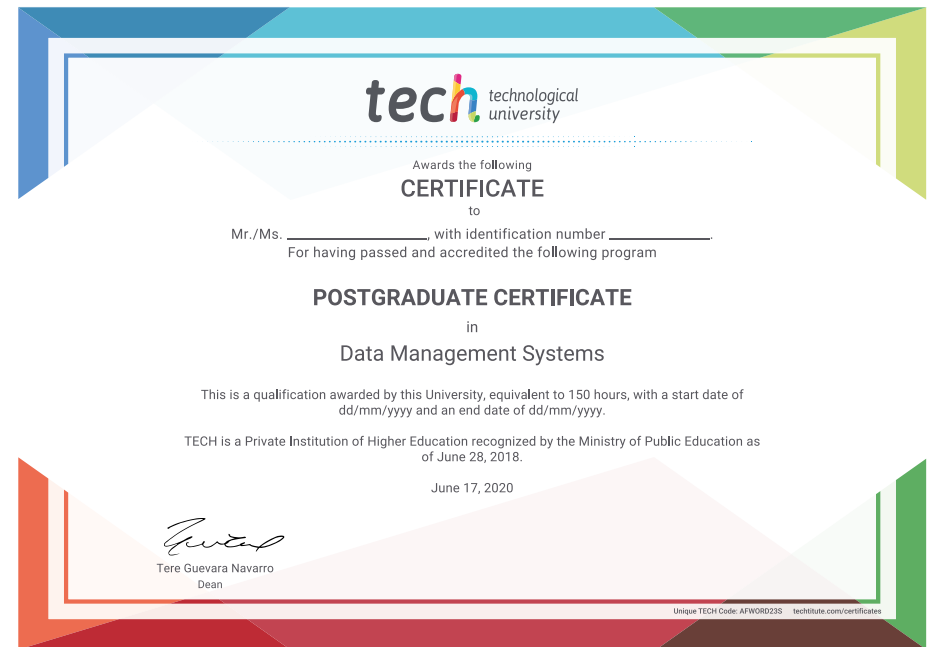 tech technological
university
Awards the following
CERTIFICATE
to
Mr./Ms. ____________________, with identification number ______________.
For having passed and accredited the following program
POSTGRADUATE CERTIFICATE
in
Data Management Systems
This is a qualification awarded by this University, equivalent to 150 hours, with a start date of
dd/mm/yyyy and an end date of dd/mm/yyyy.
TECH is a Private Institution of Higher Education recognized by the Ministry of Public Education as
of June 28, 2018.
June 17, 2020
Tere Guevara Navarro
Dean
Unique TECH Code: AFWORD23S techtitute.com/certificates